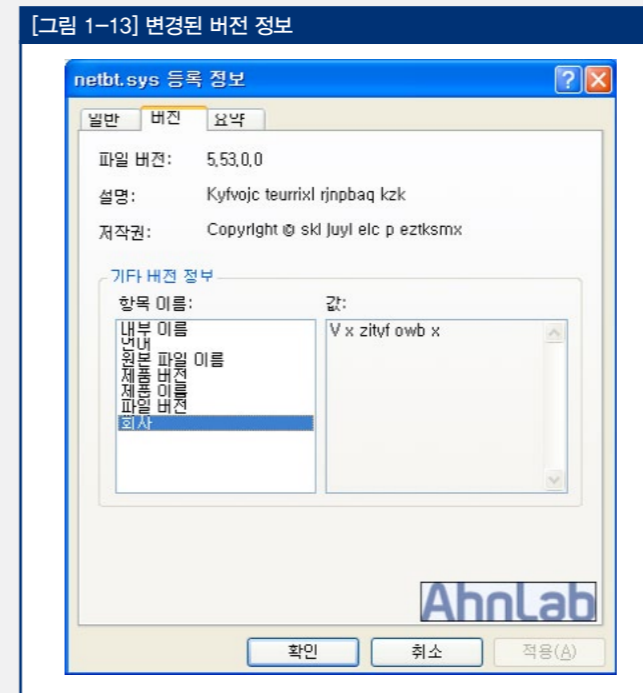 [그림 1-13] 변경된 버전 정보
netbt.sys 등록 정보
일반 버전 요약
파일 버전: 5.53.0.0
설명: Kyfvojc teurrixl rjnpbaq kzk
저작권: Copyright © skl juyl elc p eztksmx
기타 버전 정보
항목 이름: 값:
내부 이름 V x zityf owb x
언어
원본 파일 이름
제품 버전
제품 이름
파일 버전
회사
AhnLab
확인 취소 적용(A)